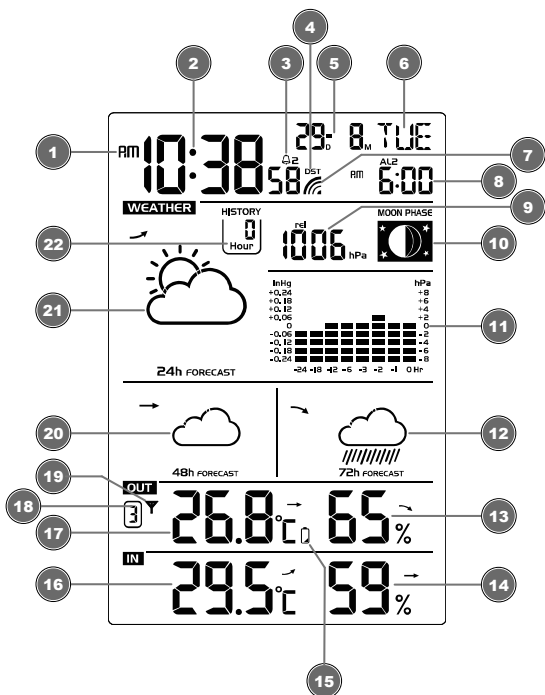 4
2 3 5 6
29-D 8M TUE
1 AM 10:38 7
2 AL2
58 DST AM 6:00 8
WEATHER HISTORY rel MOON PHASE 9
22 0 Hour 1006 hPa 10
InHg hPa
+0.24 +8
+0.18 +6
+0.12 +4
21 +0.06 +2
0 0 11
-0.06 -2
-0.12 -4
-0.18 -6
-0.24 -8
24h FORECAST -24 -18 -12 -6 -3 -2 -1 0 Hr
20 12
48h FORECAST 72h FORECAST
19
OUT
18 3 26.8°C 65% 13
17
IN
16 29.5°C 59% 14
15